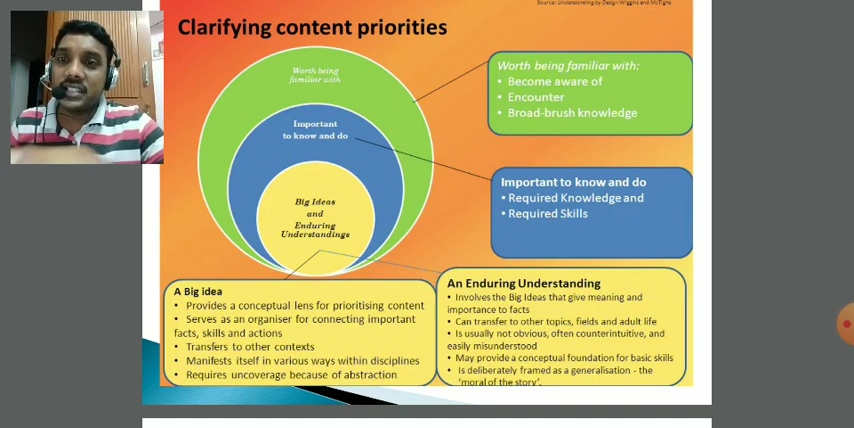 Source: Understanding by Design Wiggins and McTighe
Clarifying content priorities
Worth being
familiar with
Important
to know and do
Big Ideas
and
Enduring
Understandings
Worth being familiar with:
• Become aware of
• Encounter
• Broad-brush knowledge
Important to know and do
• Required Knowledge and
• Required Skills
A Big idea
• Provides a conceptual lens for prioritising content
• Serves as an organiser for connecting important
facts, skills and actions
• Transfers to other contexts
• Manifests itself in various ways within disciplines
• Requires uncoverage because of abstraction
An Enduring Understanding
• Involves the Big Ideas that give meaning and
importance to facts
• Can transfer to other topics, fields and adult life
• Is usually not obvious, often counterintuitive, and
easily misunderstood
• May provide a conceptual foundation for basic skills
• Is deliberately framed as a generalisation - the
'moral of the story'.